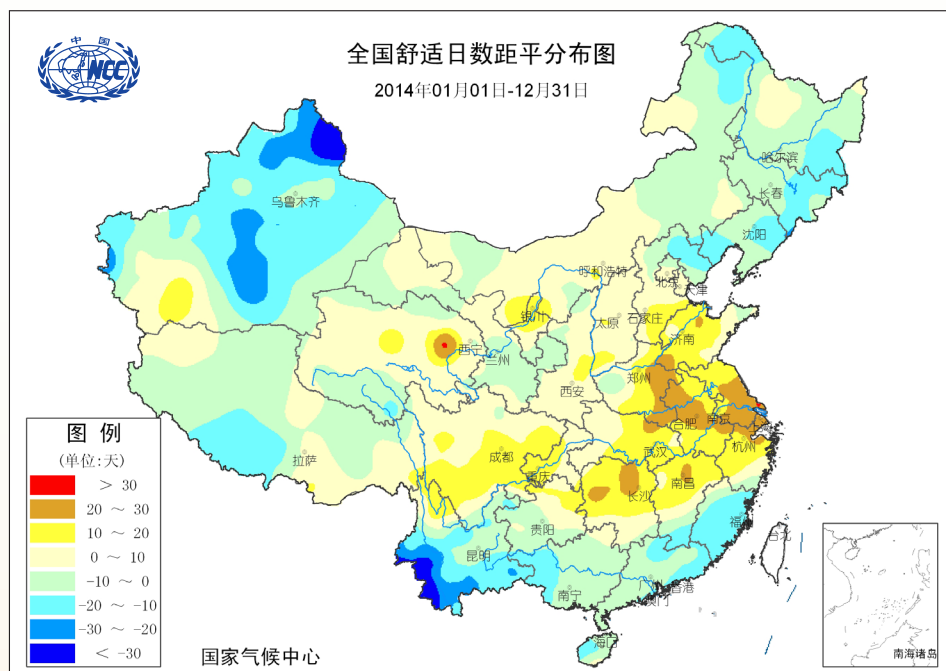 中国
NCC
全国舒适日数距平分布图
2014年01月01日-12月31日
哈尔滨
长春
乌鲁木齐
沈阳
呼和浩特
北京
天津
银川
石家庄
太原
济南
西宁
兰州
郑州
西安
南京
合肥
上海
成都
武汉
杭州
拉萨
重庆
南昌
长沙
福
台北
贵阳
昆明
广
香港
南宁
澳门
海口
图 例
(单位:天)
> 30
20 ~ 30
10 ~ 20
0 ~ 10
-10 ~ 0
-20 ~ -10
-30 ~ -20
< -30
国家气候中心
南海诸岛